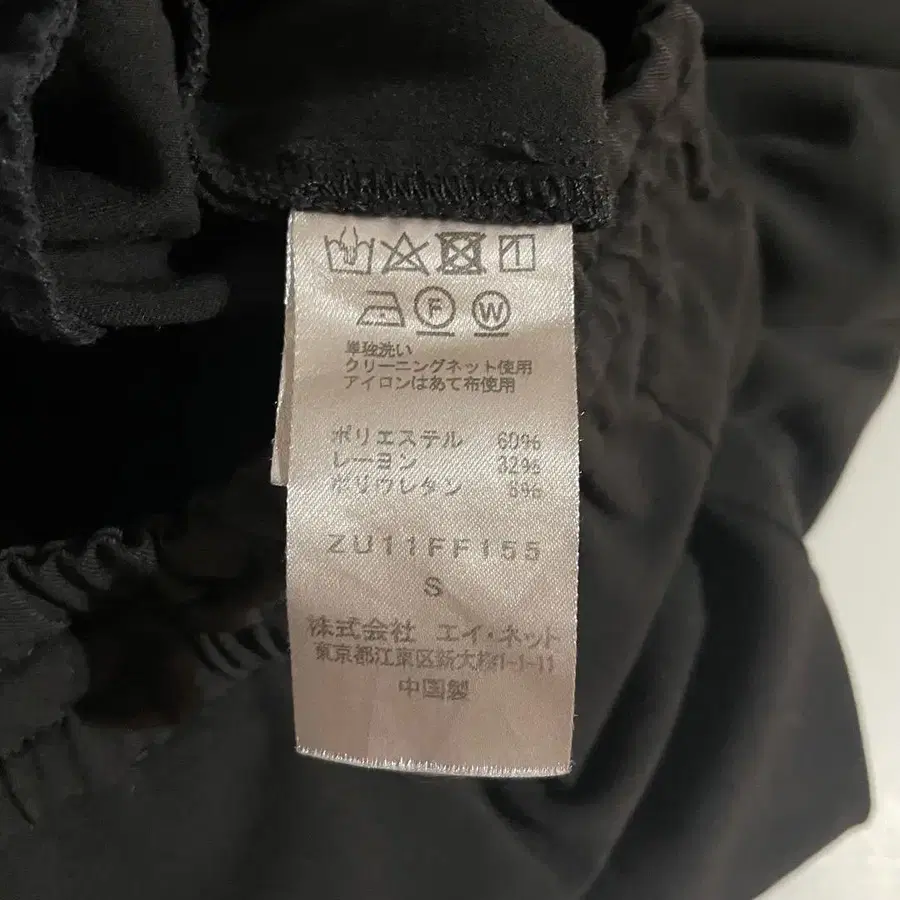 F W
単独洗い
クリーニングネット使用
アイロンはあて布使用
ポリエステル 60%
レーヨン 32%
ポリウレタン 8%
ZU11FF155
S
株式会社 エイ・ネット
東京都江東区新大橋1-1-11
中国製